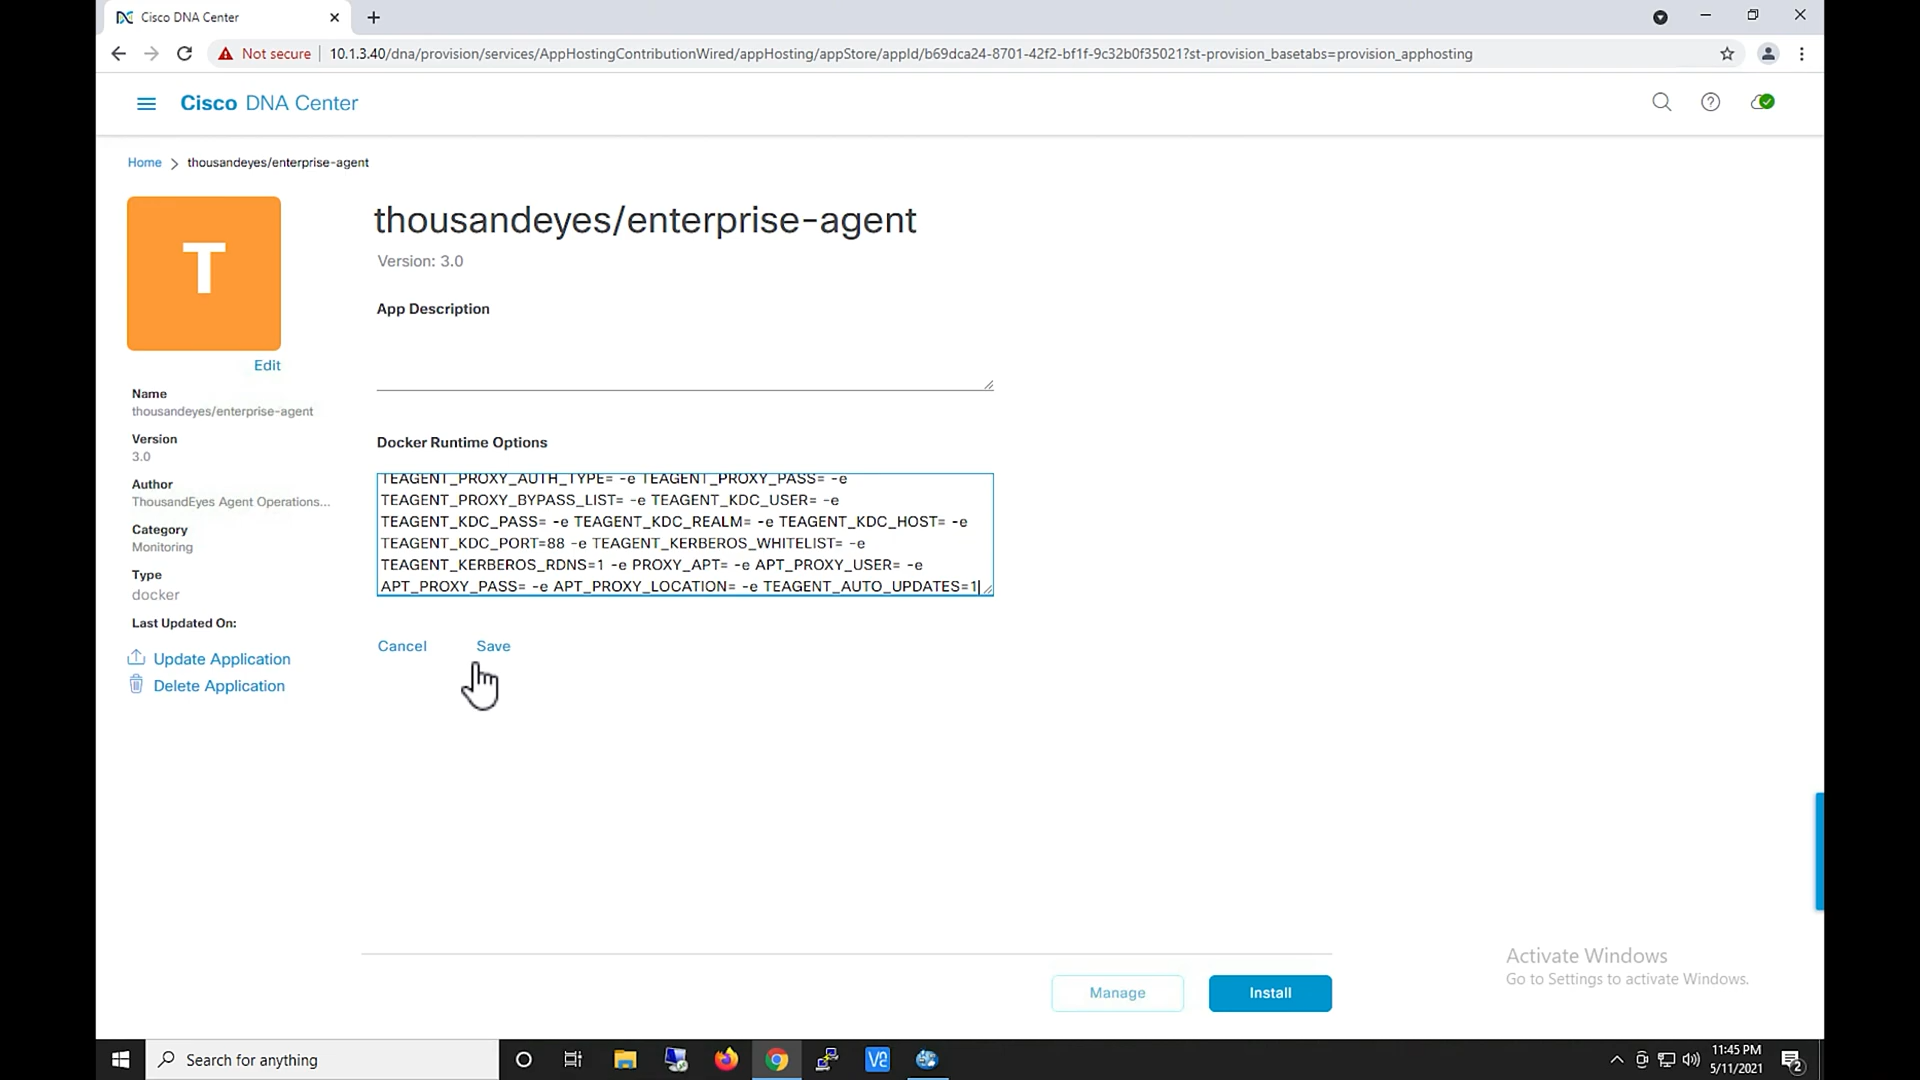 Cisco DNA Center
Not secure
10.1.3.40/dna/provision/services/AppHostingContributionWired/appHosting/appStore/appId/b69dca24-8701-42f2-bf1f-9c32b0f35021?st-provision_basetabs=provision_apphosting
Cisco DNA Center
Home > thousandeyes/enterprise-agent
T
Edit
Name
thousandeyes/enterprise-agent
Version
3.0
Author
ThousandEyes Agent Operations...
Category
Monitoring
Type
docker
Last Updated On:
Update Application
Delete Application
thousandeyes/enterprise-agent
Version: 3.0
App Description
Docker Runtime Options
TEAGENT_PROXY_AUTH_TYPE= -e TEAGENT_PROXY_PASS= -e
TEAGENT_PROXY_BYPASS_LIST= -e TEAGENT_KDC_USER= -e
TEAGENT_KDC_PASS= -e TEAGENT_KDC_REALM= -e TEAGENT_KDC_HOST= -e
TEAGENT_KDC_PORT=88 -e TEAGENT_KERBEROS_WHITELIST= -e
TEAGENT_KERBEROS_RDNS=1 -e PROXY_APT= -e APT_PROXY_USER= -e
APT_PROXY_PASS= -e APT_PROXY_LOCATION= -e TEAGENT_AUTO_UPDATES=1
Cancel
Save
Manage
Install
Activate Windows
Go to Settings to activate Windows.
Search for anything
11:45 PM
5/11/2021
2